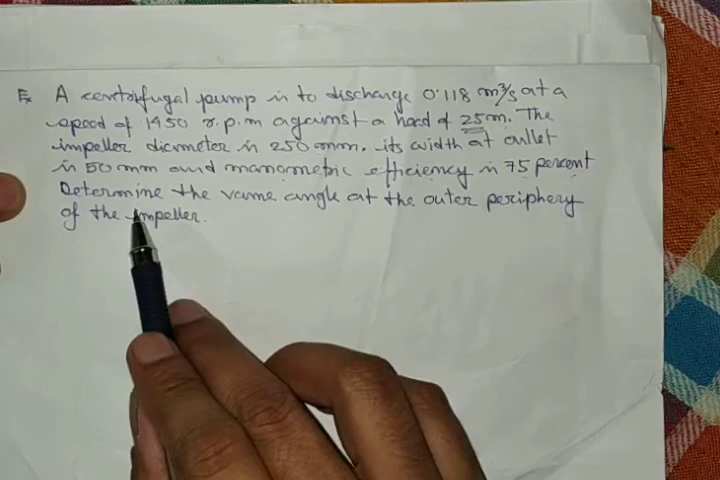 Ex A centrifugal pump is to discharge 0.118 m³/s at a
speed of 1450 r.p.m against a head of 25m. The
impeller diameter is 250 mm. its width at outlet
is 50 mm and manometric efficiency is 75 percent
Determine the vane angle at the outer periphery
of the impeller.